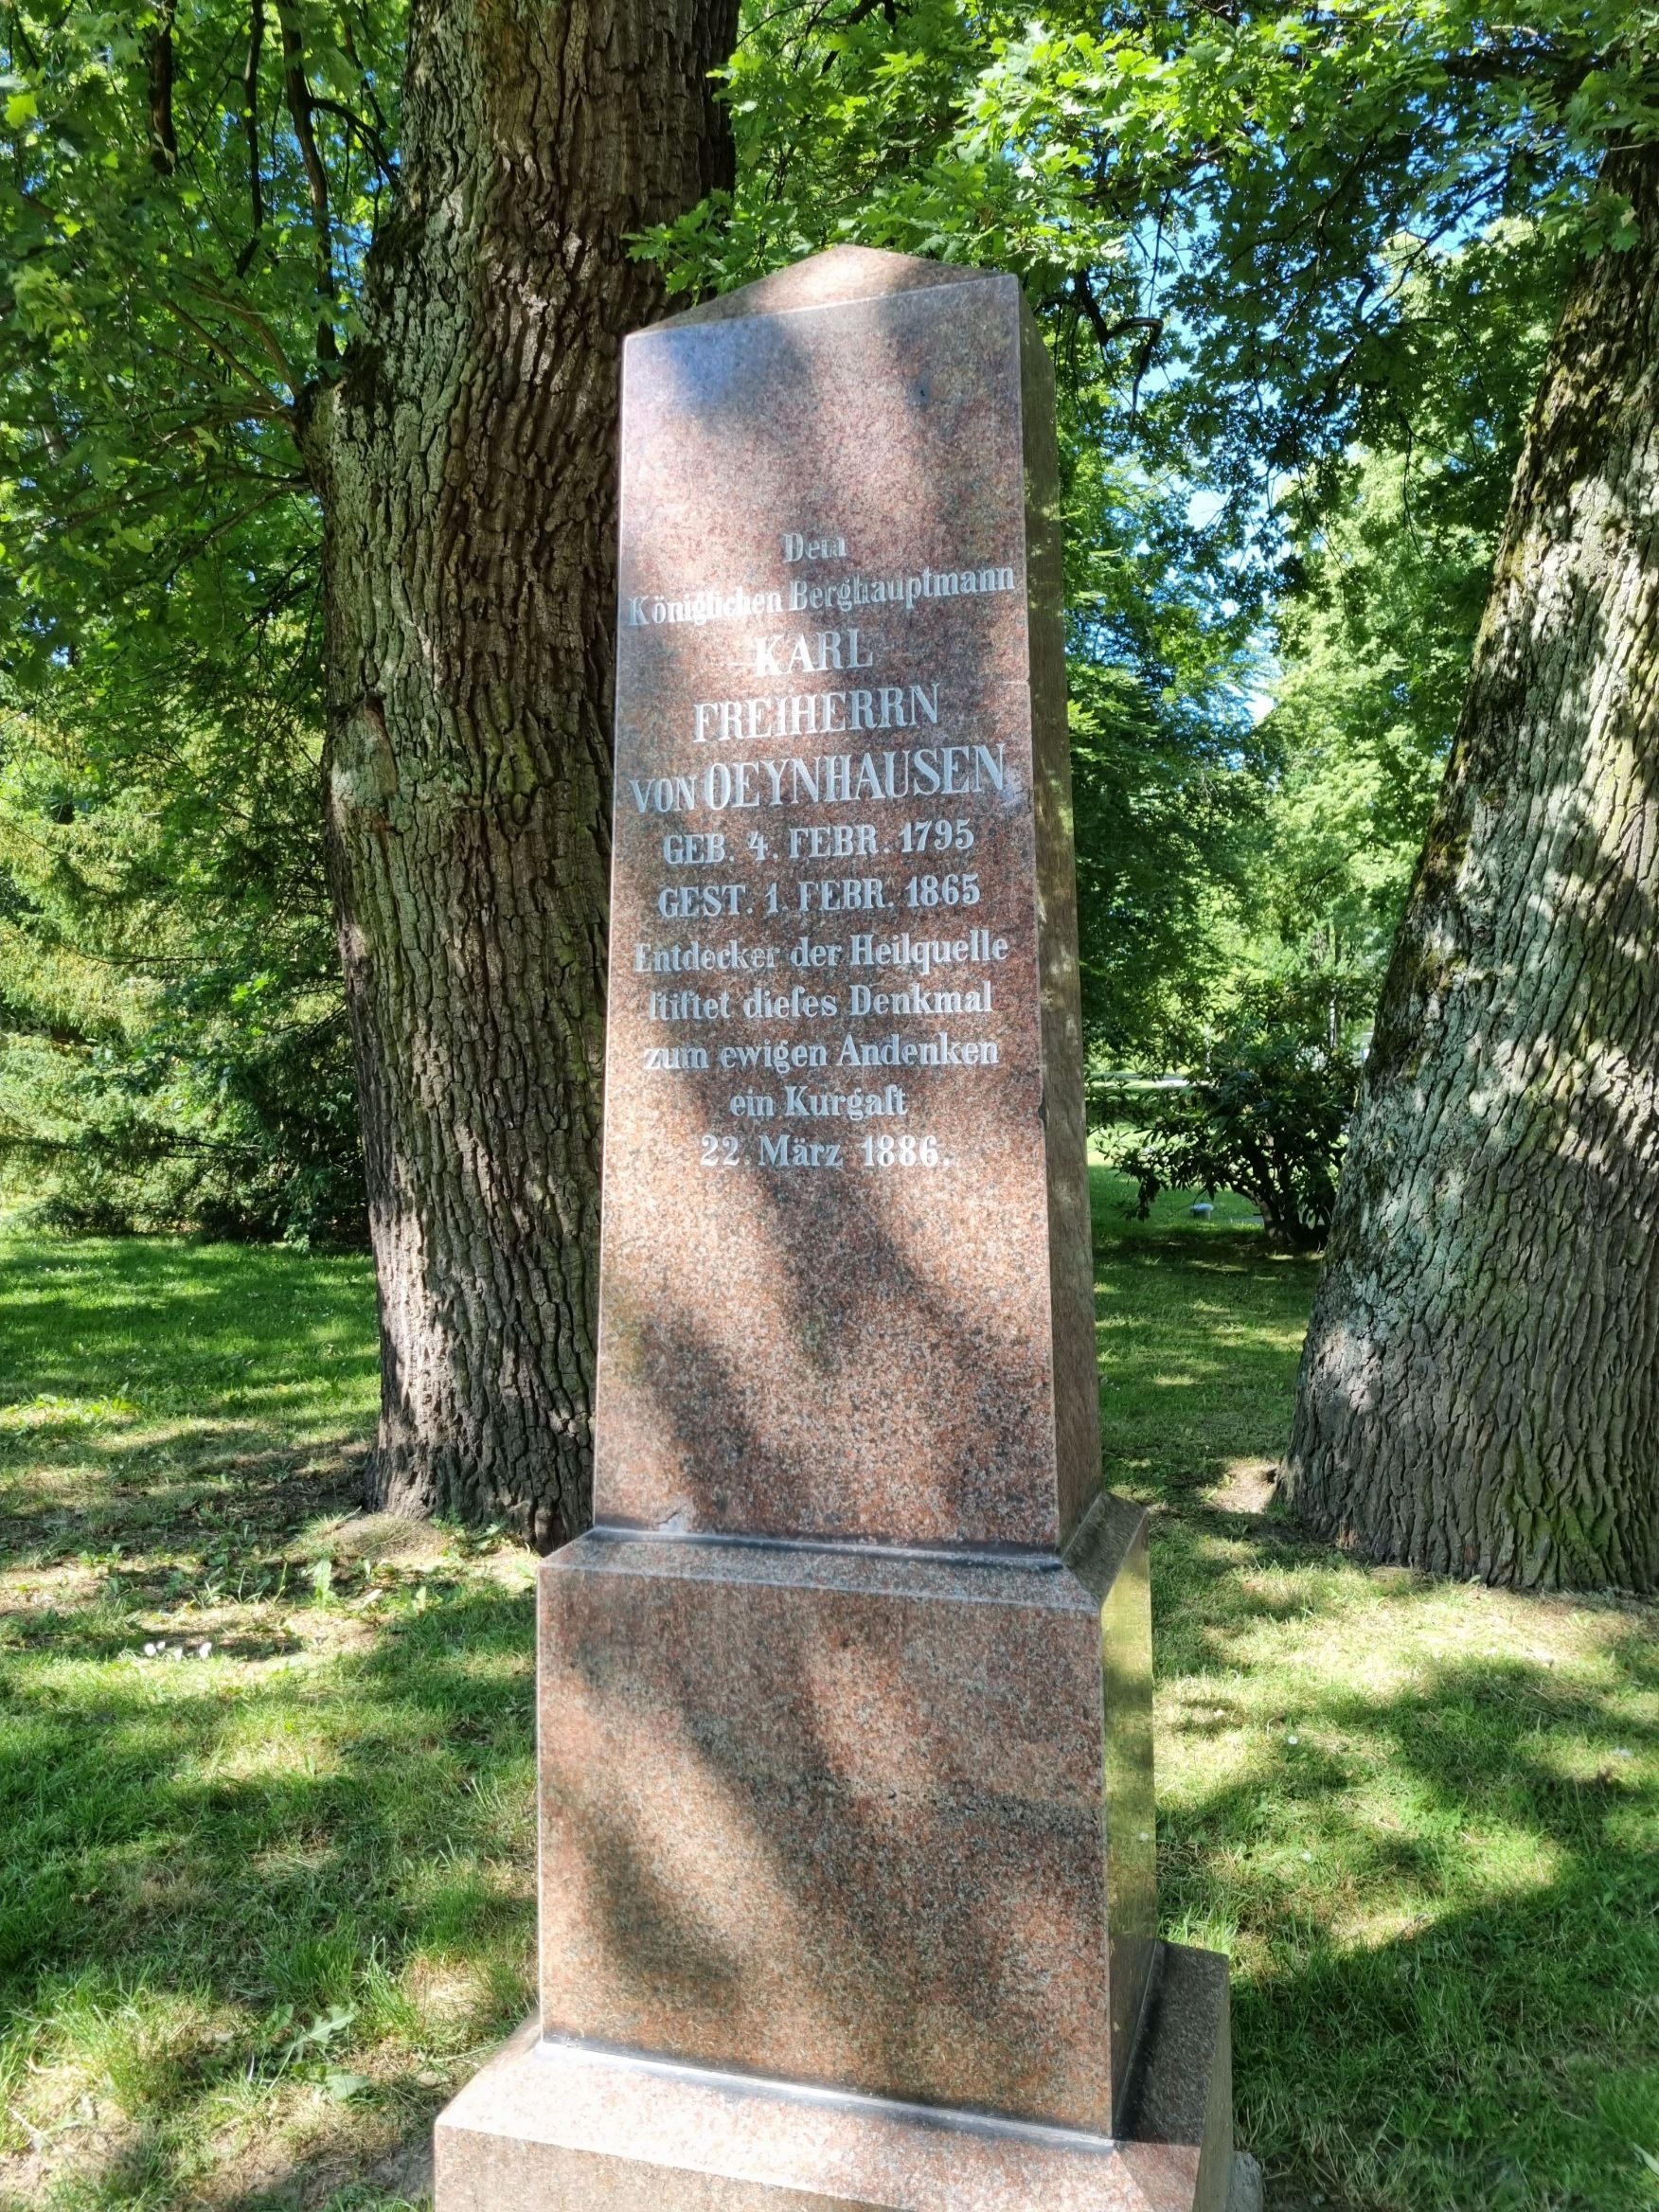 Dem
Königlichen Berghauptmann
KARL
FREIHERRN
VON OEYNHAUSEN
GEB. 4. FEBR. 1795
GEST. 1. FEBR. 1865
Entdecker der Heilquelle
ſtiftet dieſes Denkmal
zum ewigen Andenken
ein Kurgaſt
22. März 1886.